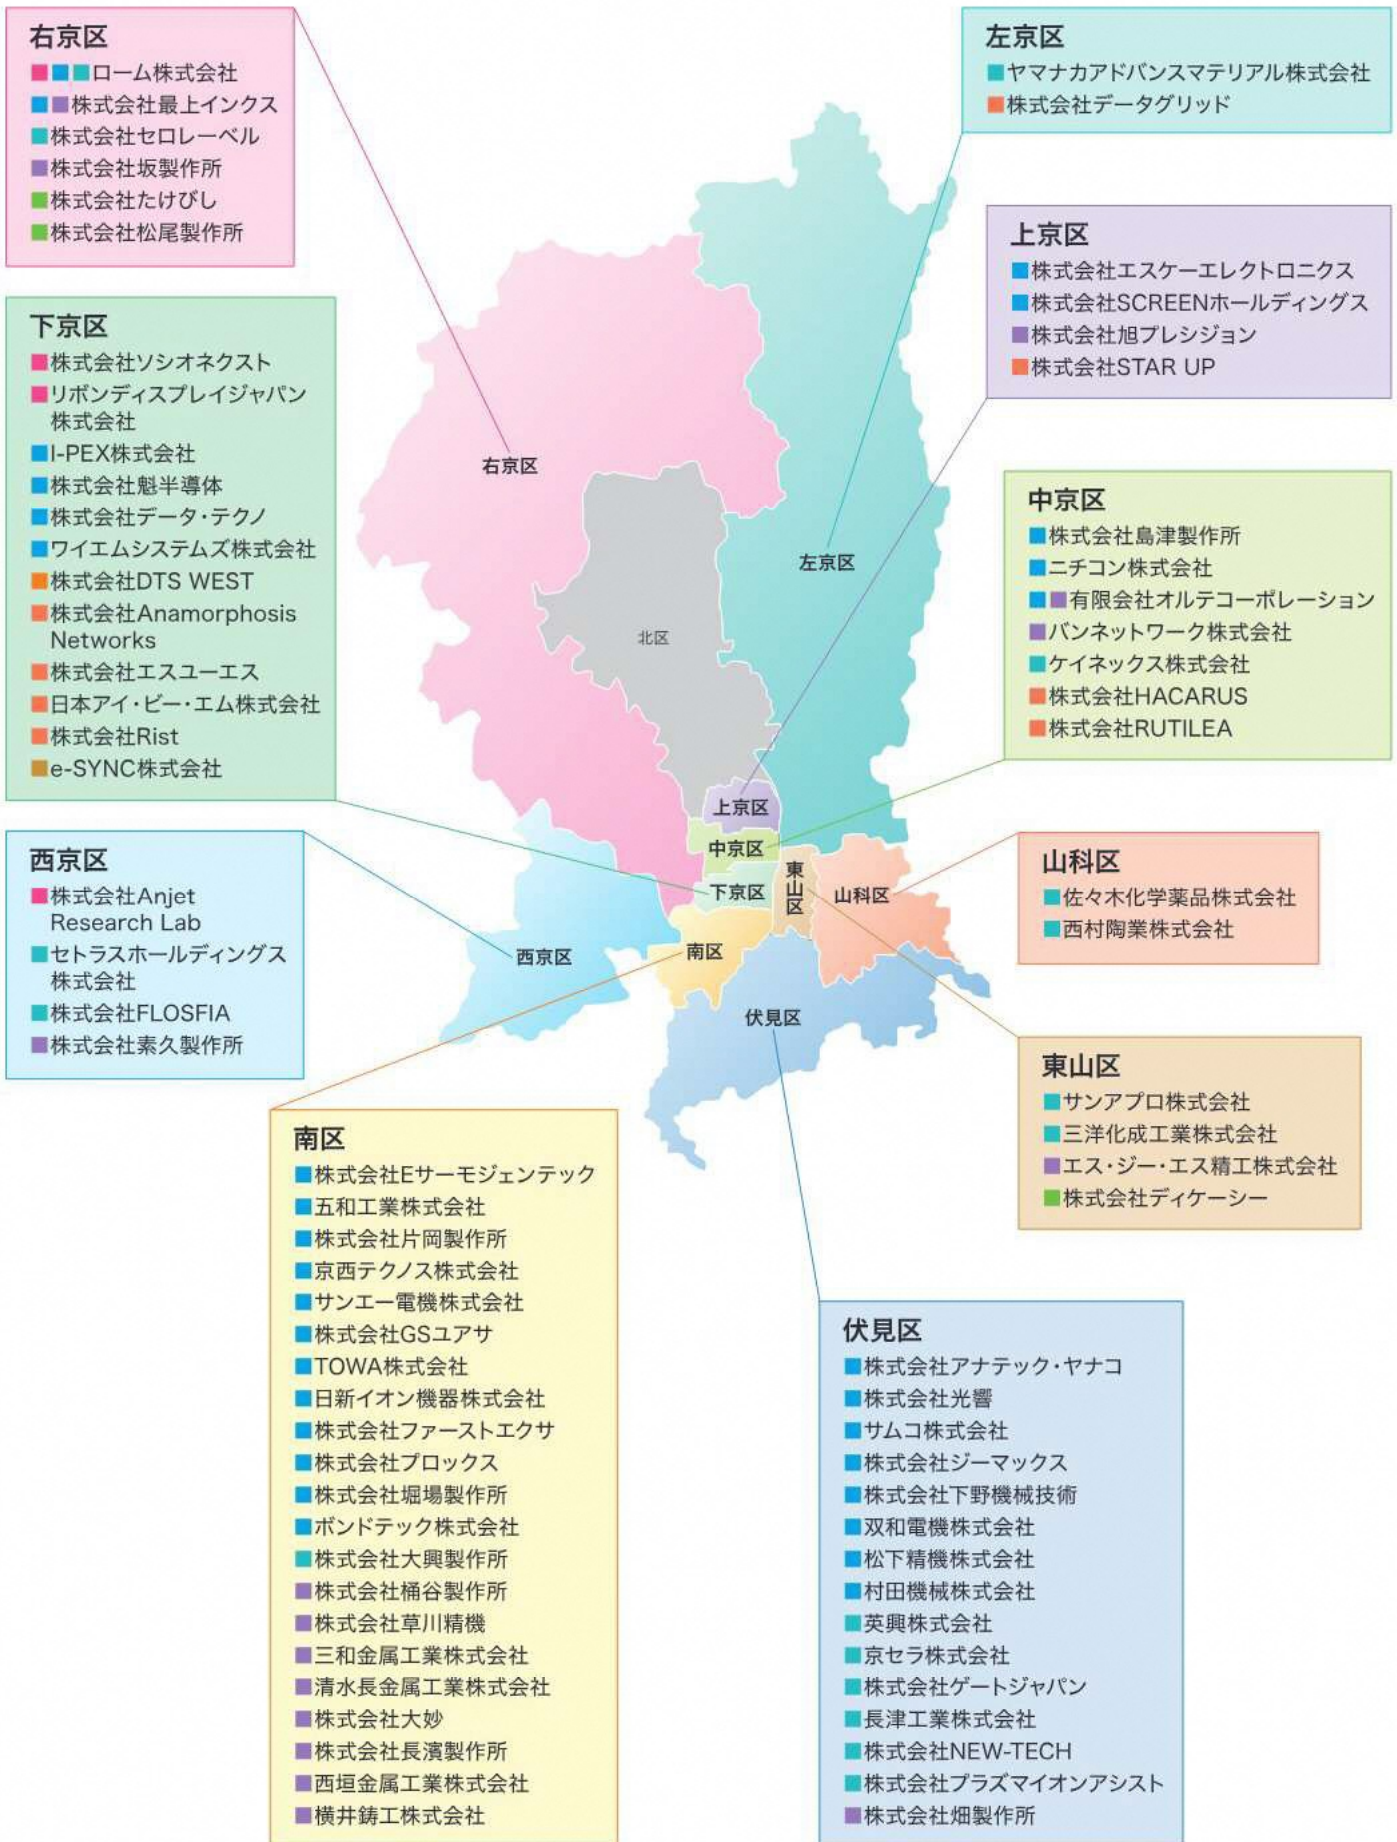 右京区
ローム株式会社
株式会社最上インクス
株式会社セロレーベル
株式会社坂製作所
株式会社たけびし
株式会社松尾製作所
下京区
株式会社ソシオネクスト
リボンディスプレイジャパン
株式会社
I-PEX株式会社
株式会社魁半導体
株式会社データ・テクノ
ワイエムシステムズ株式会社
株式会社DTS WEST
株式会社Anamorphosis
Networks
株式会社エスユーエス
日本アイ・ビー・エム株式会社
株式会社Rist
e-SYNC株式会社
西京区
株式会社Anjet
Research Lab
セトラスホールディングス
株式会社
株式会社FLOSFIA
株式会社素久製作所
左京区
ヤマナカアドバンスマテリアル株式会社
株式会社データグリッド
上京区
株式会社エスケーエレクトロニクス
株式会社SCREENホールディングス
株式会社旭プレシジョン
株式会社STAR UP
中京区
株式会社島津製作所
ニチコン株式会社
有限会社オルテコーポレーション
バンネットワーク株式会社
ケイネックス株式会社
株式会社HACARUS
株式会社RUTILEA
山科区
佐々木化学薬品株式会社
西村陶業株式会社
東山区
サンアプロ株式会社
三洋化成工業株式会社
エス・ジー・エス精工株式会社
株式会社ディケーシー
右京区
左京区
北区
上京区
中京区
下京区
東山区
山科区
南区
西京区
伏見区
南区
株式会社Eサーモジェンテック
五和工業株式会社
株式会社片岡製作所
京西テクノス株式会社
サンエー電機株式会社
株式会社GSユアサ
TOWA株式会社
日新イオン機器株式会社
株式会社ファーストエクサ
株式会社プロックス
株式会社堀場製作所
ボンドテック株式会社
株式会社大興製作所
株式会社桶谷製作所
株式会社草川精機
三和金属工業株式会社
清水長金属工業株式会社
株式会社大妙
株式会社長濱製作所
西垣金属工業株式会社
横井鋳工株式会社
伏見区
株式会社アナテック・ヤナコ
株式会社光響
サムコ株式会社
株式会社ジーマックス
株式会社下野機械技術
双和電機株式会社
松下精機株式会社
村田機械株式会社
英興株式会社
京セラ株式会社
株式会社ゲートジャパン
長津工業株式会社
株式会社NEW-TECH
株式会社プラズマイオンアシスト
株式会社畑製作所